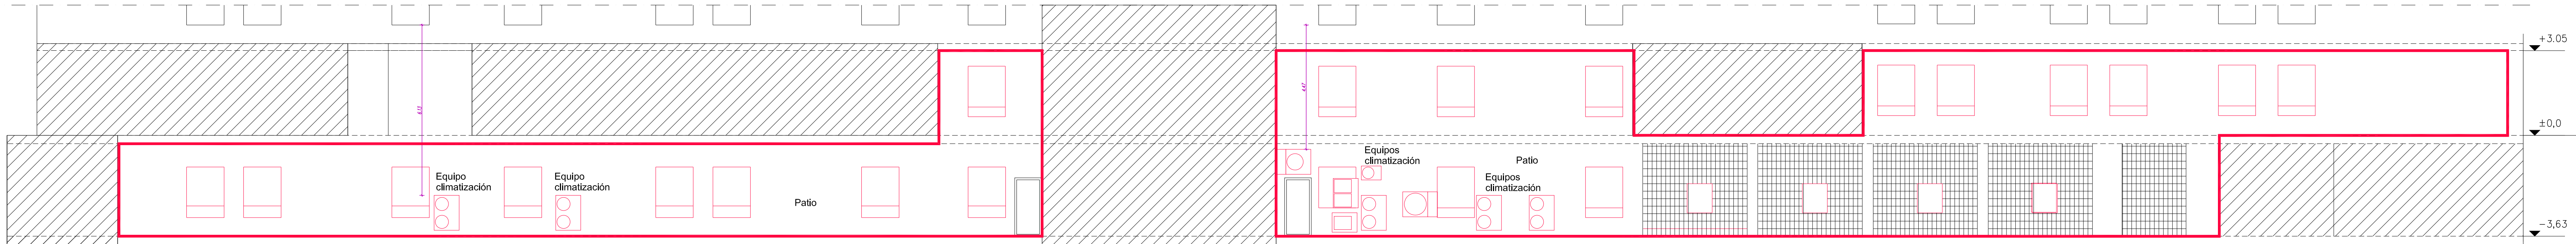 +3.05
±0,0
Equipos
climatización
Patio
Equipo
climatización
Equipo
climatización
Equipos
climatización
Patio
-3,63